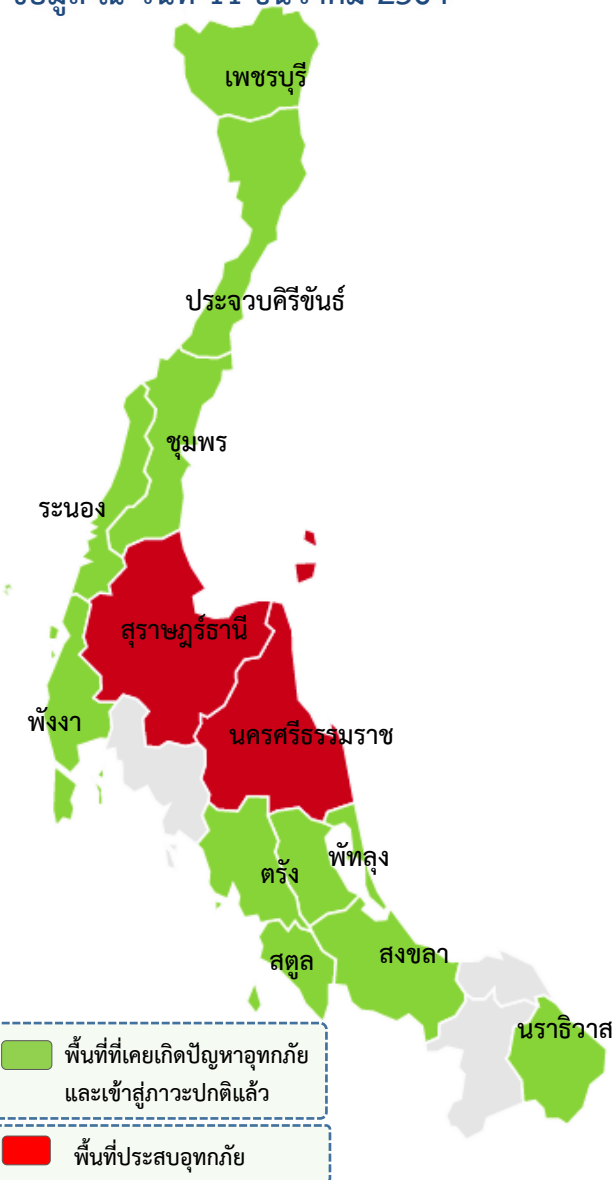 เพชรบุรี
ประจวบคิรีขันธ์
ชุมพร
ระนอง
สุราษฎร์ธานี
พังงา
นครศรีธรรมราช
พัทลุง
ตรัง
สงขลา
สตูล
นราธิวาส
พื้นที่ที่เคยเกิดปัญหาอุทกภัย
และเข้าสู่ภาวะปกติแล้ว
พื้นที่ประสบอุทกภัย